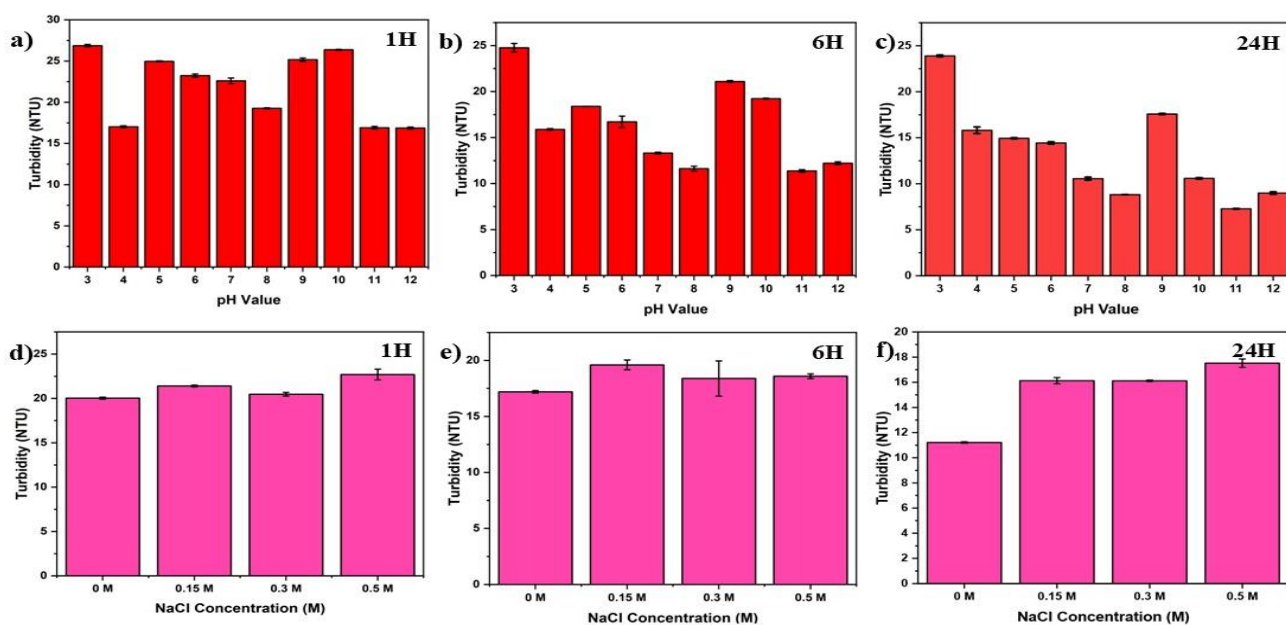 a)
1H
Turbidity (NTU)
30
25
20
15
10
5
0
3 4 5 6 7 8 9 10 11 12
pH Value
b)
6H
Turbidity (NTU)
25
20
15
10
5
0
3 4 5 6 7 8 9 10 11 12
pH Value
c)
24H
Turbidity (NTU)
25
20
15
10
5
0
3 4 5 6 7 8 9 10 11 12
pH Value
d)
1H
Turbidity (NTU)
25
20
15
10
5
0
0 M 0.15 M 0.3 M 0.5 M
NaCl Concentration (M)
e)
6H
Turbidity (NTU)
20
15
10
5
0
0 M 0.15 M 0.3 M 0.5 M
NaCl Concentration (M)
f)
24H
Turbidity (NTU)
20
18
16
14
12
10
8
6
4
2
0
0 M 0.15 M 0.3 M 0.5 M
NaCl Concentration (M)